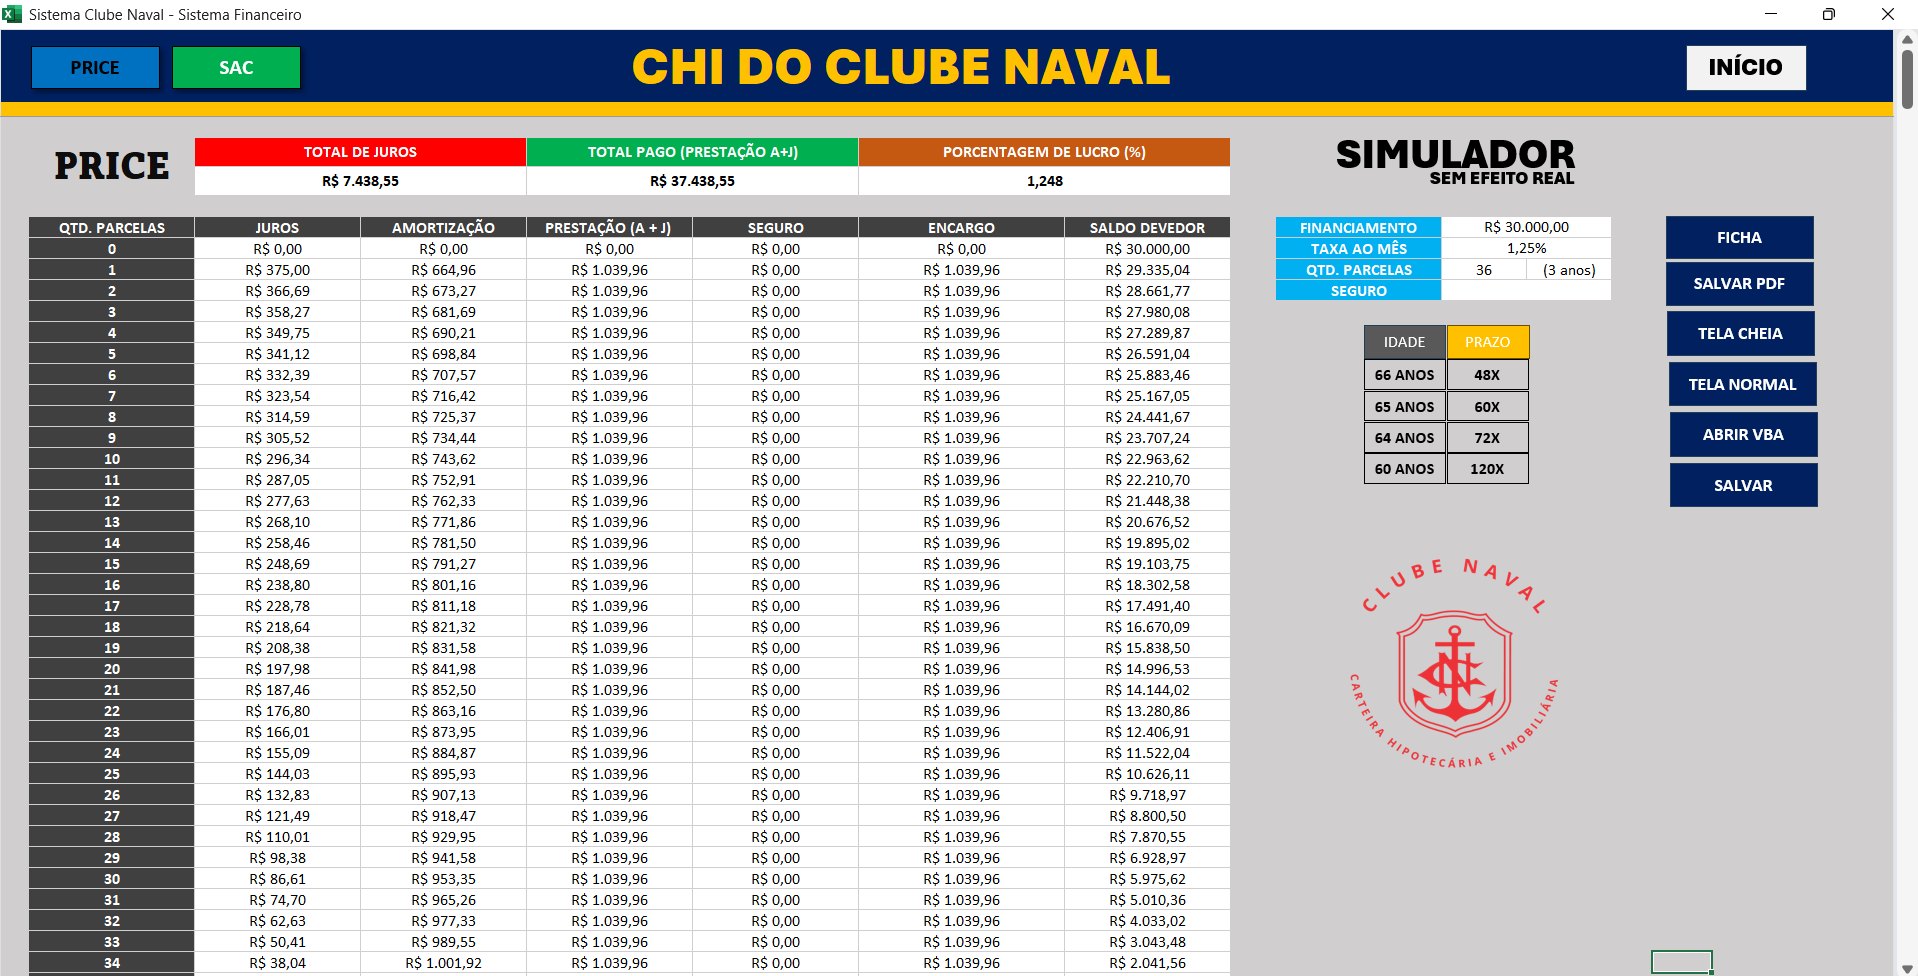 Sistema Clube Naval - Sistema Financeiro
PRICE SAC CHI DO CLUBE NAVAL INÍCIO
PRICE
TOTAL DE JUROS TOTAL PAGO (PRESTAÇÃO A+J) PORCENTAGEM DE LUCRO (%)
R$ 7.438,55 R$ 37.438,55 1,248
SIMULADOR
SEM EFEITO REAL
QTD. PARCELAS JUROS AMORTIZAÇÃO PRESTAÇÃO (A + J) SEGURO ENCARGO SALDO DEVEDOR
0 R$ 0,00 R$ 0,00 R$ 0,00 R$ 0,00 R$ 0,00 R$ 30.000,00
1 R$ 375,00 R$ 664,96 R$ 1.039,96 R$ 0,00 R$ 1.039,96 R$ 29.335,04
2 R$ 366,69 R$ 673,27 R$ 1.039,96 R$ 0,00 R$ 1.039,96 R$ 28.661,77
3 R$ 358,27 R$ 681,69 R$ 1.039,96 R$ 0,00 R$ 1.039,96 R$ 27.980,08
4 R$ 349,75 R$ 690,21 R$ 1.039,96 R$ 0,00 R$ 1.039,96 R$ 27.289,87
5 R$ 341,12 R$ 698,84 R$ 1.039,96 R$ 0,00 R$ 1.039,96 R$ 26.591,04
6 R$ 332,39 R$ 707,57 R$ 1.039,96 R$ 0,00 R$ 1.039,96 R$ 25.883,46
7 R$ 323,54 R$ 716,42 R$ 1.039,96 R$ 0,00 R$ 1.039,96 R$ 25.167,05
8 R$ 314,59 R$ 725,37 R$ 1.039,96 R$ 0,00 R$ 1.039,96 R$ 24.441,67
9 R$ 305,52 R$ 734,44 R$ 1.039,96 R$ 0,00 R$ 1.039,96 R$ 23.707,24
10 R$ 296,34 R$ 743,62 R$ 1.039,96 R$ 0,00 R$ 1.039,96 R$ 22.963,62
11 R$ 287,05 R$ 752,91 R$ 1.039,96 R$ 0,00 R$ 1.039,96 R$ 22.210,70
12 R$ 277,63 R$ 762,33 R$ 1.039,96 R$ 0,00 R$ 1.039,96 R$ 21.448,38
13 R$ 268,10 R$ 771,86 R$ 1.039,96 R$ 0,00 R$ 1.039,96 R$ 20.676,52
14 R$ 258,46 R$ 781,50 R$ 1.039,96 R$ 0,00 R$ 1.039,96 R$ 19.895,02
15 R$ 248,69 R$ 791,27 R$ 1.039,96 R$ 0,00 R$ 1.039,96 R$ 19.103,75
16 R$ 238,80 R$ 801,16 R$ 1.039,96 R$ 0,00 R$ 1.039,96 R$ 18.302,58
17 R$ 228,78 R$ 811,18 R$ 1.039,96 R$ 0,00 R$ 1.039,96 R$ 17.491,40
18 R$ 218,64 R$ 821,32 R$ 1.039,96 R$ 0,00 R$ 1.039,96 R$ 16.670,09
19 R$ 208,38 R$ 831,58 R$ 1.039,96 R$ 0,00 R$ 1.039,96 R$ 15.838,50
20 R$ 197,98 R$ 841,98 R$ 1.039,96 R$ 0,00 R$ 1.039,96 R$ 14.996,53
21 R$ 187,46 R$ 852,50 R$ 1.039,96 R$ 0,00 R$ 1.039,96 R$ 14.144,02
22 R$ 176,80 R$ 863,16 R$ 1.039,96 R$ 0,00 R$ 1.039,96 R$ 13.280,86
23 R$ 166,01 R$ 873,95 R$ 1.039,96 R$ 0,00 R$ 1.039,96 R$ 12.406,91
24 R$ 155,09 R$ 884,87 R$ 1.039,96 R$ 0,00 R$ 1.039,96 R$ 11.522,04
25 R$ 144,03 R$ 895,93 R$ 1.039,96 R$ 0,00 R$ 1.039,96 R$ 10.626,11
26 R$ 132,83 R$ 907,13 R$ 1.039,96 R$ 0,00 R$ 1.039,96 R$ 9.718,97
27 R$ 121,49 R$ 918,47 R$ 1.039,96 R$ 0,00 R$ 1.039,96 R$ 8.800,50
28 R$ 110,01 R$ 929,95 R$ 1.039,96 R$ 0,00 R$ 1.039,96 R$ 7.870,55
29 R$ 98,38 R$ 941,58 R$ 1.039,96 R$ 0,00 R$ 1.039,96 R$ 6.928,97
30 R$ 86,61 R$ 953,35 R$ 1.039,96 R$ 0,00 R$ 1.039,96 R$ 5.975,62
31 R$ 74,70 R$ 965,26 R$ 1.039,96 R$ 0,00 R$ 1.039,96 R$ 5.010,36
32 R$ 62,63 R$ 977,33 R$ 1.039,96 R$ 0,00 R$ 1.039,96 R$ 4.033,02
33 R$ 50,41 R$ 989,55 R$ 1.039,96 R$ 0,00 R$ 1.039,96 R$ 3.043,48
34 R$ 38,04 R$ 1.001,92 R$ 1.039,96 R$ 0,00 R$ 1.039,96 R$ 2.041,56
FINANCIAMENTO R$ 30.000,00
TAXA AO MÊS 1,25%
QTD. PARCELAS 36 (3 anos)
SEGURO
IDADE PRAZO
66 ANOS 48X
65 ANOS 60X
64 ANOS 72X
60 ANOS 120X
FICHA
SALVAR PDF
TELA CHEIA
TELA NORMAL
ABRIR VBA
SALVAR
CLUBE NAVAL
CARTEIRA HIPOTECÁRIA E IMOBILIÁRIA